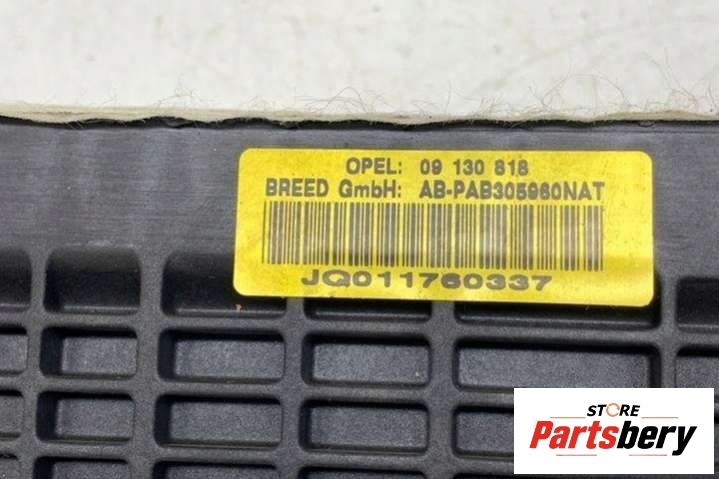 OPEL: 09 130 818
BREED GmbH: AB-PAB305960NAT
JQ011760337
STORE
Partsbery